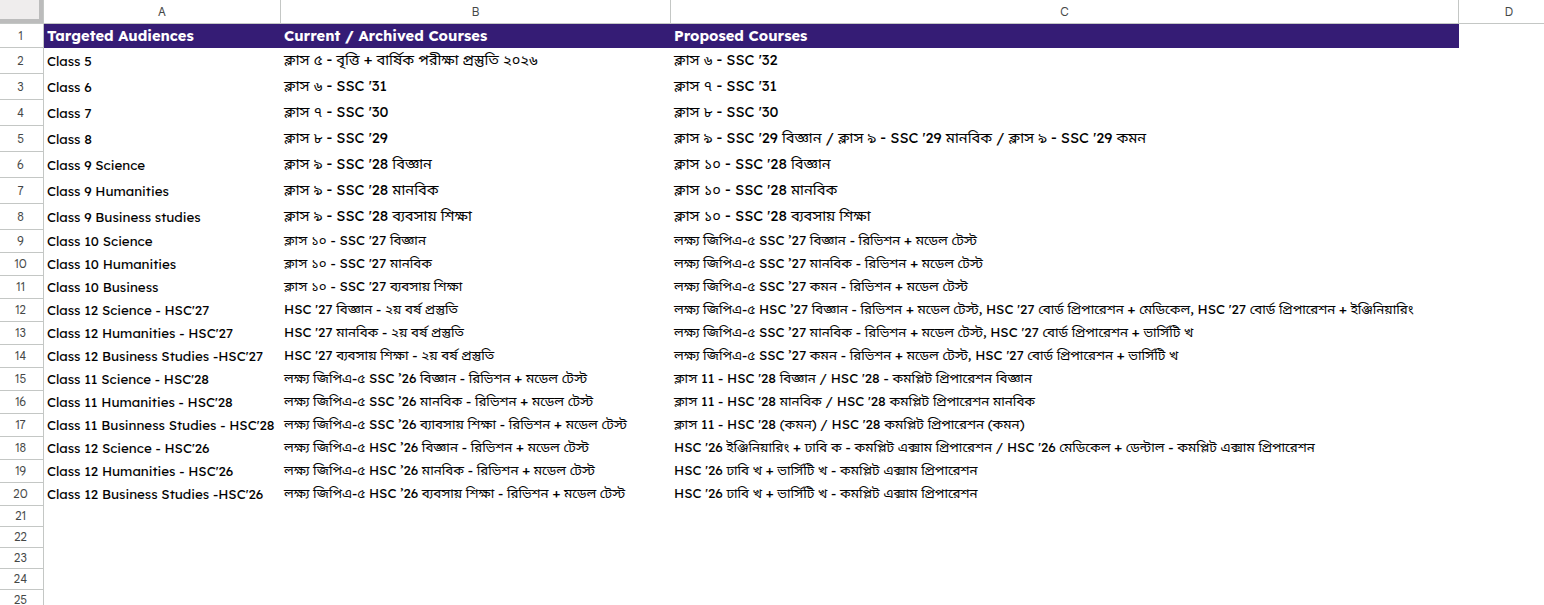 A B C D
1 Targeted Audiences Current / Archived Courses Proposed Courses
2 Class 5 ক্লাস ৫ - বৃত্তি + বার্ষিক পরীক্ষা প্রস্তুতি ২০২৬ ক্লাস ৬ - SSC '32
3 Class 6 ক্লাস ৬ - SSC '31 ক্লাস ৭ - SSC '31
4 Class 7 ক্লাস ৭ - SSC '30 ক্লাস ৮ - SSC '30
5 Class 8 ক্লাস ৮ - SSC '29 ক্লাস ৯ - SSC '29 বিজ্ঞান / ক্লাস ৯ - SSC '29 মানবিক / ক্লাস ৯ - SSC '29 কমন
6 Class 9 Science ক্লাস ৯ - SSC '28 বিজ্ঞান ক্লাস ১০ - SSC '28 বিজ্ঞান
7 Class 9 Humanities ক্লাস ৯ - SSC '28 মানবিক ক্লাস ১০ - SSC '28 মানবিক
8 Class 9 Business studies ক্লাস ৯ - SSC '28 ব্যবসায় শিক্ষা ক্লাস ১০ - SSC '28 ব্যবসায় শিক্ষা
9 Class 10 Science ক্লাস ১০ - SSC '27 বিজ্ঞান লক্ষ্য জিপিএ-৫ SSC ’27 বিজ্ঞান - রিভিশন + মডেল টেস্ট
10 Class 10 Humanities ক্লাস ১০ - SSC '27 মানবিক লক্ষ্য জিপিএ-৫ SSC ’27 মানবিক - রিভিশন + মডেল টেস্ট
11 Class 10 Business ক্লাস ১০ - SSC '27 ব্যবসায় শিক্ষা লক্ষ্য জিপিএ-৫ SSC ’27 কমন - রিভিশন + মডেল টেস্ট
12 Class 12 Science - HSC'27 HSC '27 বিজ্ঞান - ২য় বর্ষ প্রস্তুতি লক্ষ্য জিপিএ-৫ HSC ’27 বিজ্ঞান - রিভিশন + মডেল টেস্ট, HSC '27 বোর্ড প্রিপারেশন + মেডিকেল, HSC '27 বোর্ড প্রিপারেশন + ইঞ্জিনিয়ারিং
13 Class 12 Humanities - HSC'27 HSC '27 মানবিক - ২য় বর্ষ প্রস্তুতি লক্ষ্য জিপিএ-৫ SSC ’27 মানবিক - রিভিশন + মডেল টেস্ট, HSC '27 বোর্ড প্রিপারেশন + ভার্সিটি খ
14 Class 12 Business Studies -HSC'27 HSC '27 ব্যবসায় শিক্ষা - ২য় বর্ষ প্রস্তুতি লক্ষ্য জিপিএ-৫ SSC ’27 কমন - রিভিশন + মডেল টেস্ট, HSC '27 বোর্ড প্রিপারেশন + ভার্সিটি খ
15 Class 11 Science - HSC'28 লক্ষ্য জিপিএ-৫ SSC ’26 বিজ্ঞান - রিভিশন + মডেল টেস্ট ক্লাস 11 - HSC '28 বিজ্ঞান / HSC '28 - কমপ্লিট প্রিপারেশন বিজ্ঞান
16 Class 11 Humanities - HSC'28 লক্ষ্য জিপিএ-৫ SSC ’26 মানবিক - রিভিশন + মডেল টেস্ট ক্লাস 11 - HSC '28 মানবিক / HSC '28 কমপ্লিট প্রিপারেশন মানবিক
17 Class 11 Businness Studies - HSC'28 লক্ষ্য জিপিএ-৫ SSC ’26 ব্যাবসায় শিক্ষা - রিভিশন + মডেল টেস্ট ক্লাস 11 - HSC '28 (কমন) / HSC '28 কমপ্লিট প্রিপারেশন (কমন)
18 Class 12 Science - HSC'26 লক্ষ্য জিপিএ-৫ HSC ’26 বিজ্ঞান - রিভিশন + মডেল টেস্ট HSC '26 ইঞ্জিনিয়ারিং + ঢাবি ক - কমপ্লিট এক্সাম প্রিপারেশন / HSC '26 মেডিকেল + ডেন্টাল - কমপ্লিট এক্সাম প্রিপারেশন
19 Class 12 Humanities - HSC'26 লক্ষ্য জিপিএ-৫ HSC ’26 মানবিক - রিভিশন + মডেল টেস্ট HSC '26 ঢাবি খ + ভার্সিটি খ - কমপ্লিট এক্সাম প্রিপারেশন
20 Class 12 Business Studies -HSC'26 লক্ষ্য জিপিএ-৫ HSC ’26 ব্যবসায় শিক্ষা - রিভিশন + মডেল টেস্ট HSC '26 ঢাবি খ + ভার্সিটি খ - কমপ্লিট এক্সাম প্রিপারেশন
21
22
23
24
25